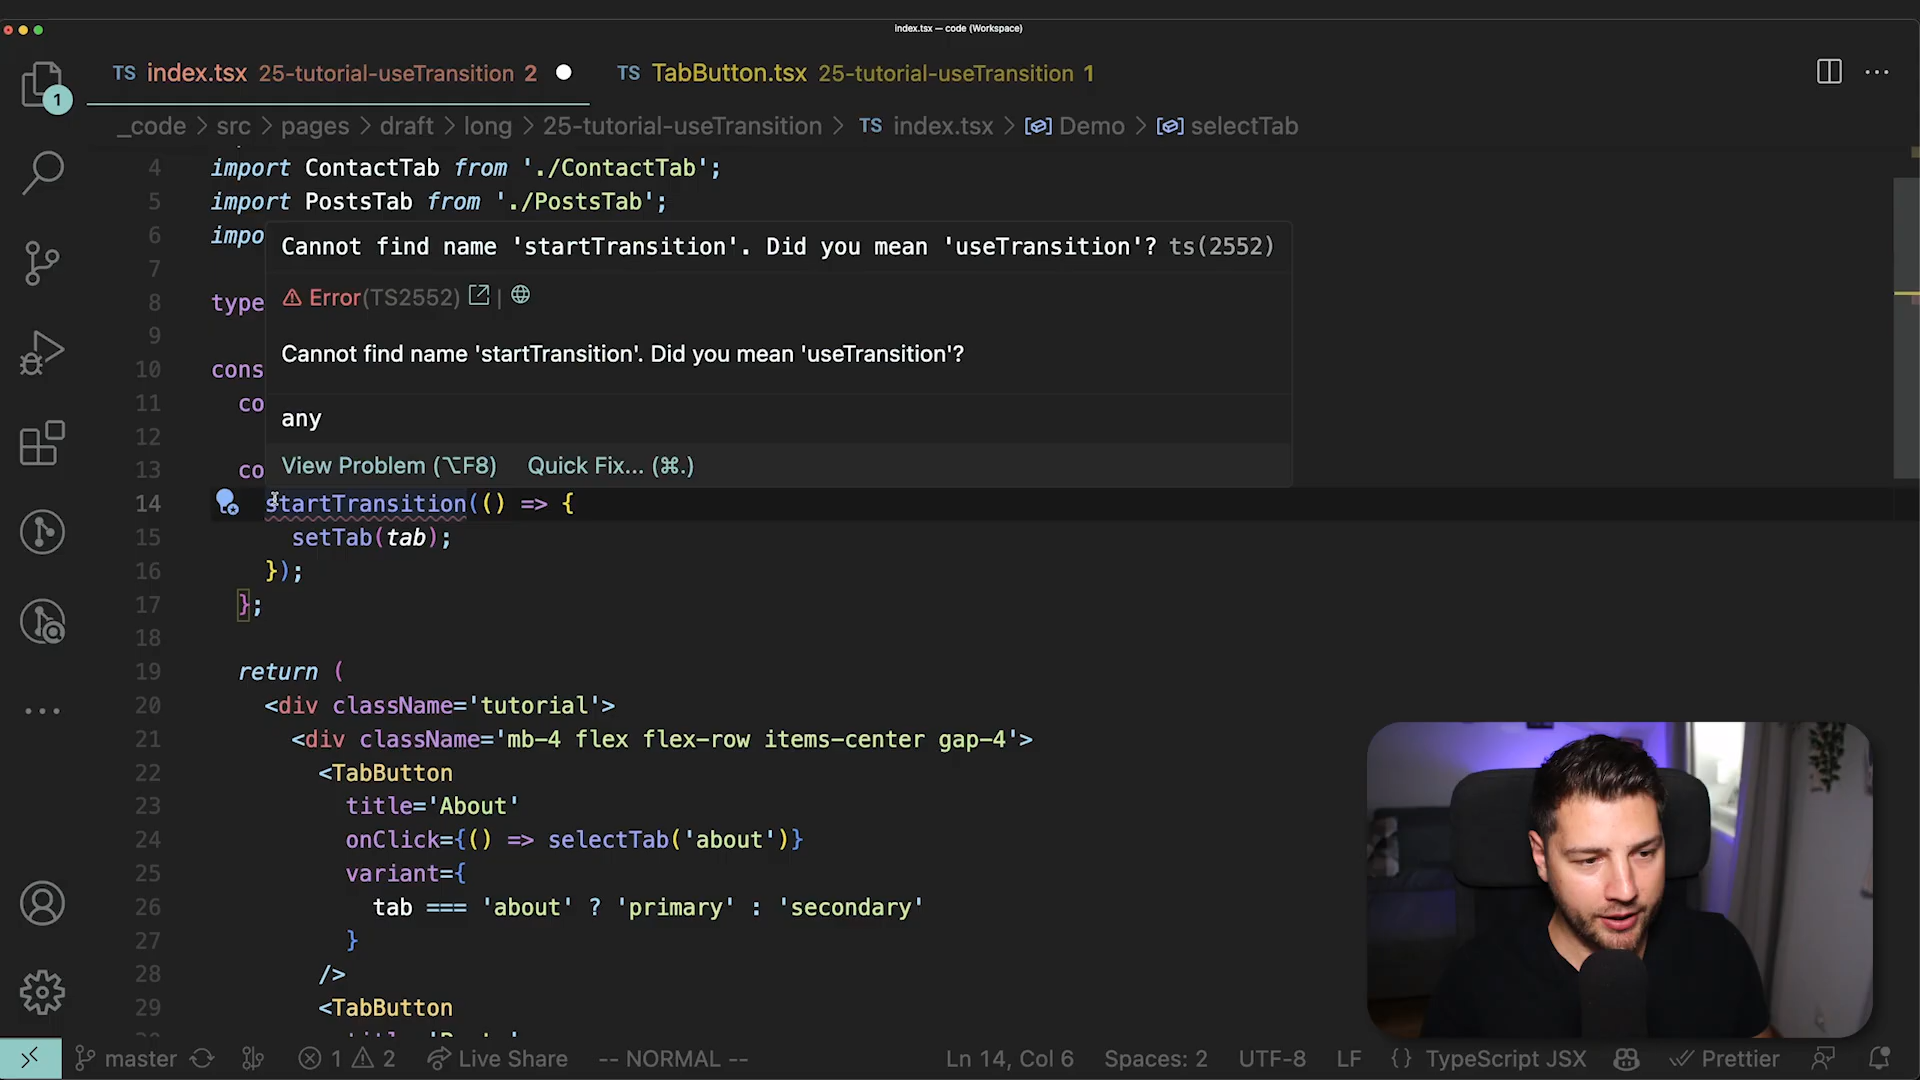 index.tsx — code (Workspace)
TS index.tsx 25-tutorial-useTransition 2
TS TabButton.tsx 25-tutorial-useTransition 1
1
_code > src > pages > draft > long > 25-tutorial-useTransition > TS index.tsx > Demo > selectTab
4 import ContactTab from './ContactTab';
5 import PostsTab from './PostsTab';
6 impo
Cannot find name 'startTransition'. Did you mean 'useTransition'? ts(2552)
7
8 type
Error(TS2552) |
9
Cannot find name 'startTransition'. Did you mean 'useTransition'?
10 cons
11 co
any
12
13 co
View Problem (⌥F8) Quick Fix... (⌘.)
14 startTransition(() => {
15 setTab(tab);
16 });
17 };
18
19 return (
20 <div className='tutorial'>
21 <div className='mb-4 flex flex-row items-center gap-4'>
22 <TabButton
23 title='About'
24 onClick={() => selectTab('about')}
25 variant={
26 tab === 'about' ? 'primary' : 'secondary'
27 }
28 />
29 <TabButton
master 1 2 Live Share -- NORMAL -- Ln 14, Col 6 Spaces: 2 UTF-8 LF {} TypeScript JSX Prettier